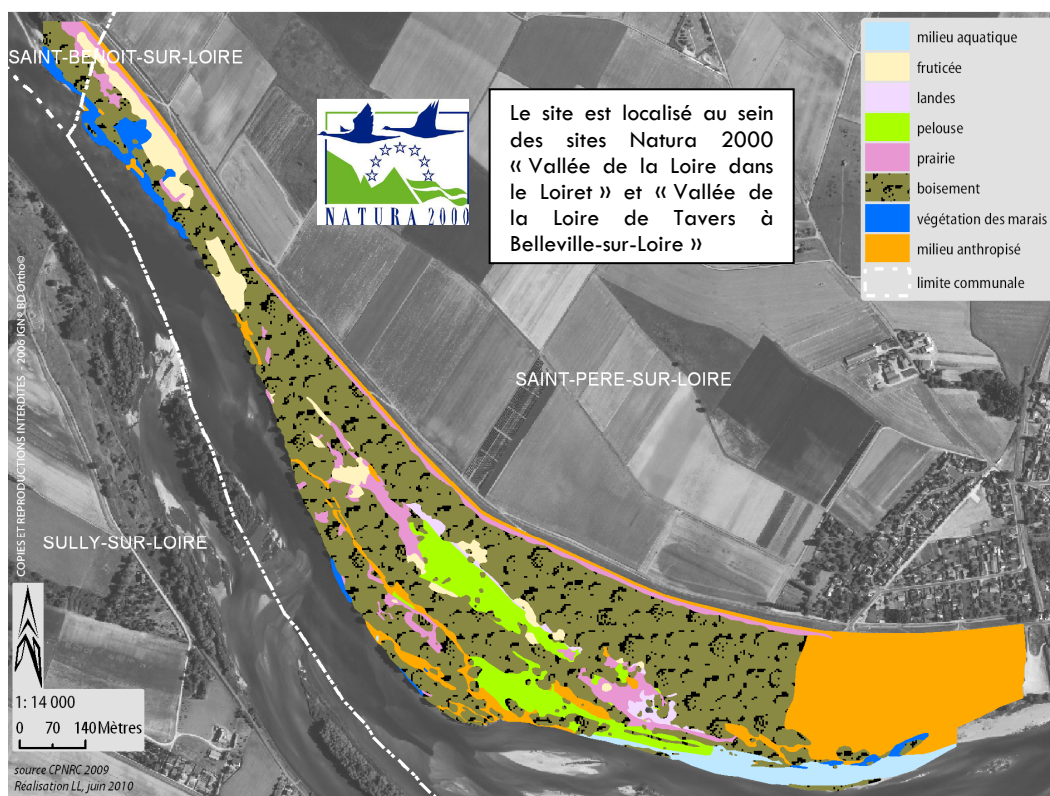 SAINT-BENOIT-SUR-LOIRE
NATURA 2000
Le site est localisé au sein
des sites Natura 2000
« Vallée de la Loire dans
le Loiret » et « Vallée de
la Loire de Tavers à
Belleville-sur-Loire »
milieu aquatique
fruticée
landes
pelouse
prairie
boisement
végétation des marais
milieu anthropisé
limite communale
COPIES ET REPRODUCTIONS INTERDITES 2006 IGN© BD Ortho©
SAINT-PERE-SUR-LOIRE
SULLY-SUR-LOIRE
1: 14 000
0 70 140 Mètres
source CPNRC 2009
Réalisation LL, juin 2010